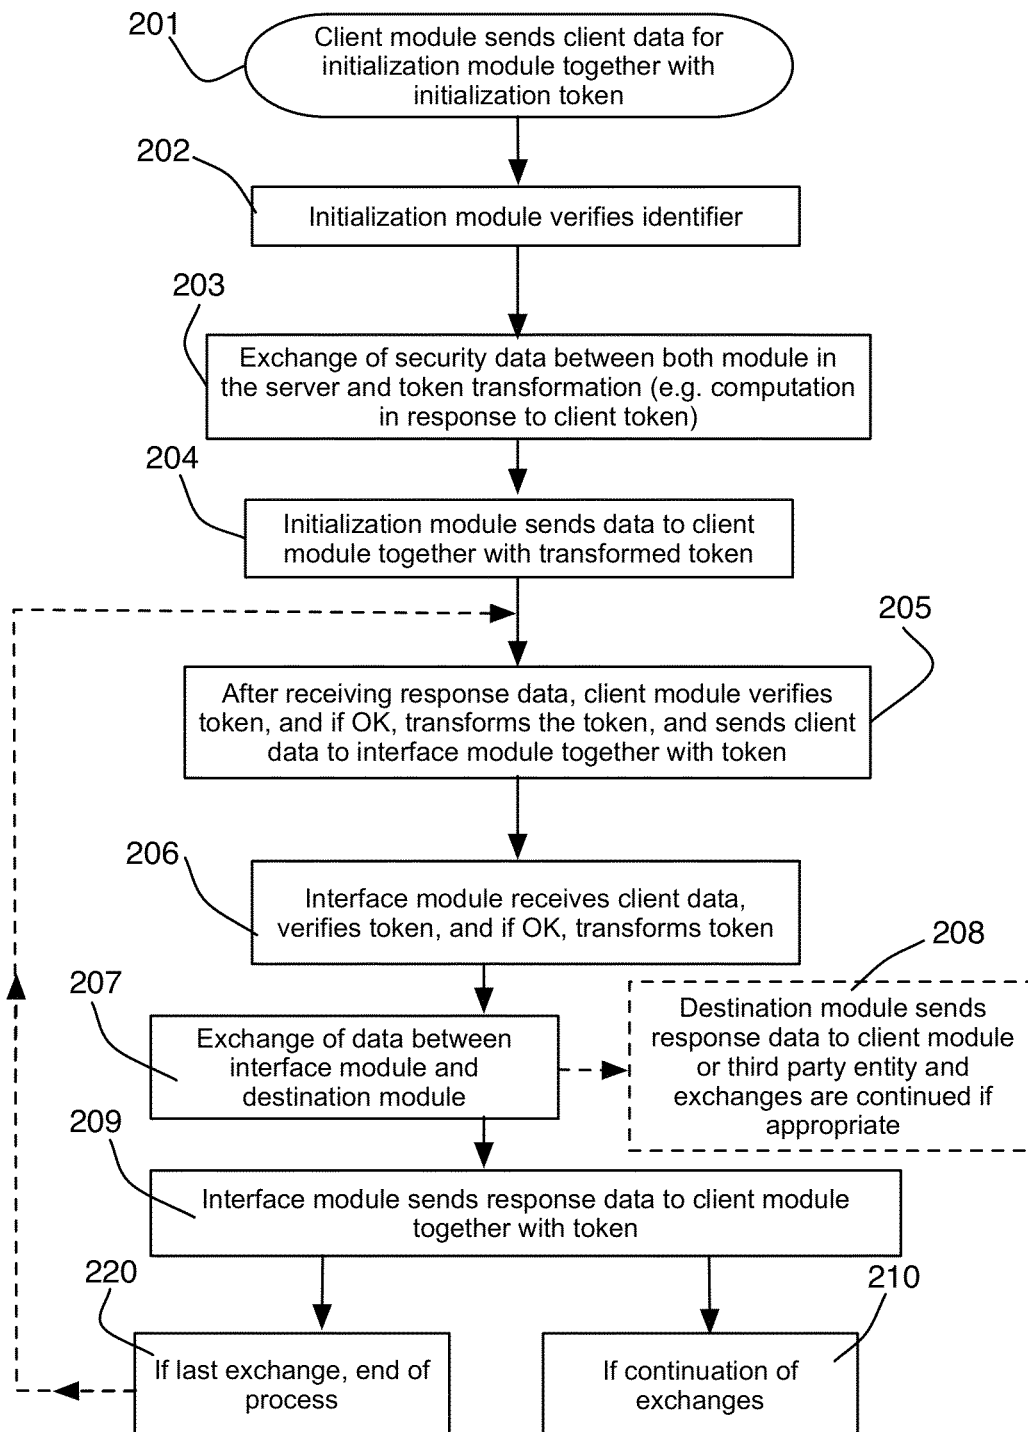 201
Client module sends client data for
initialization module together with
initialization token
202
Initialization module verifies identifier
203
Exchange of security data between both module in
the server and token transformation (e.g. computation
in response to client token)
204
Initialization module sends data to client
module together with transformed token
205
After receiving response data, client module verifies
token, and if OK, transforms the token, and sends client
data to interface module together with token
206
Interface module receives client data,
verifies token, and if OK, transforms token
207
Exchange of data between
interface module and
destination module
208
Destination module sends
response data to client module
or third party entity and
exchanges are continued if
appropriate
209
Interface module sends response data to client module
together with token
220
If last exchange, end of
process
210
If continuation of
exchanges